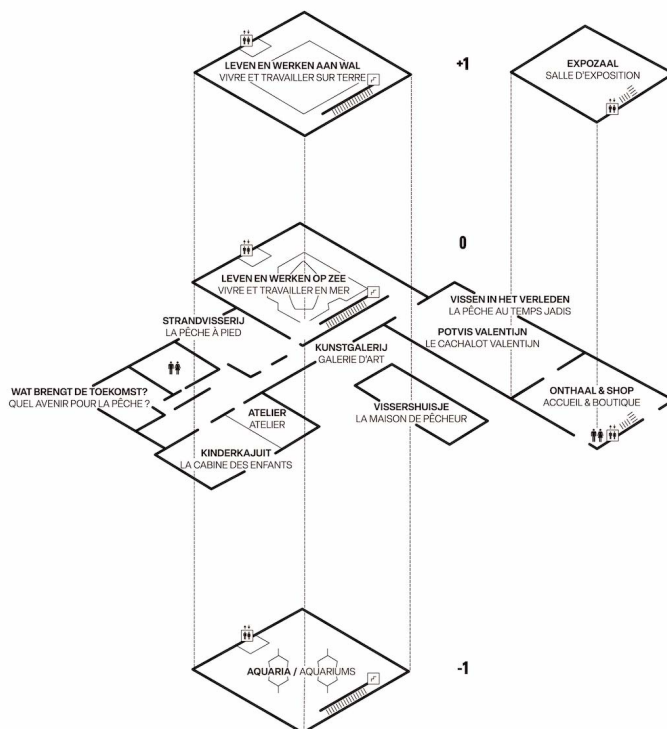 LEVEN EN WERKEN AAN WAL
VIVRE ET TRAVAILLER SUR TERRE
+1
EXPOZAAL
SALLE D'EXPOSITION
0
LEVEN EN WERKEN OP ZEE
VIVRE ET TRAVAILLER EN MER
VISSEN IN HET VERLEDEN
LA PÊCHE AU TEMPS JADIS
STRANDVISSERIJ
LA PÊCHE À PIED
POTVIS VALENTIJN
LE CACHALOT VALENTIJN
KUNSTGALERIJ
GALERIE D'ART
WAT BRENGT DE TOEKOMST?
QUEL AVENIR POUR LA PÊCHE ?
ONTHAAL & SHOP
ACCUEIL & BOUTIQUE
ATELIER
ATELIER
VISSERSHUISJE
LA MAISON DE PÊCHEUR
KINDERKAJUIT
LA CABINE DES ENFANTS
-1
AQUARIA / AQUARIUMS